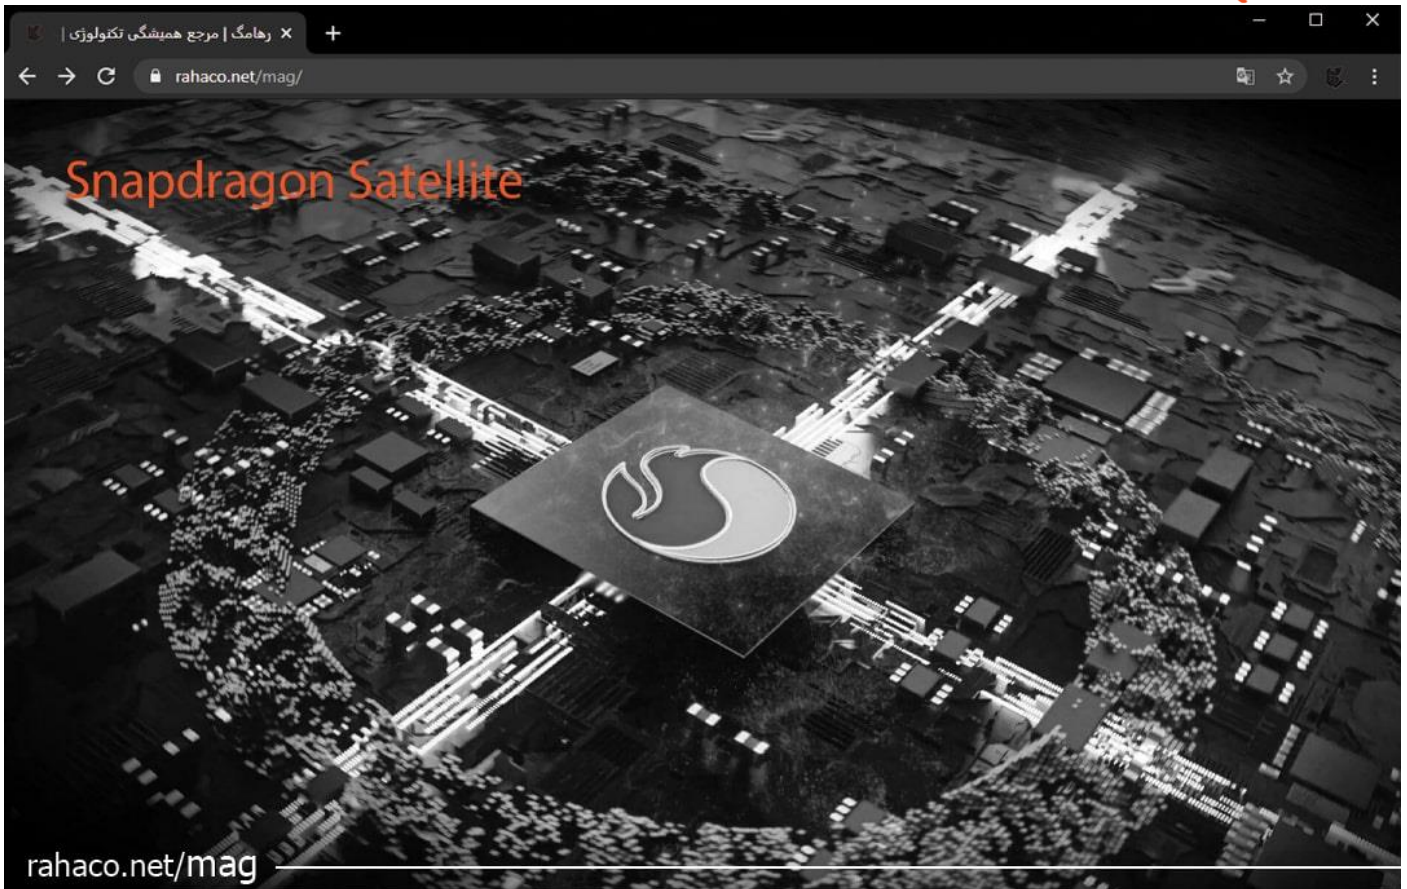 رهامگ | مرجع همیشگی تکنولوژی |
rahaco.net/mag/
Snapdragon Satellite
rahaco.net/mag